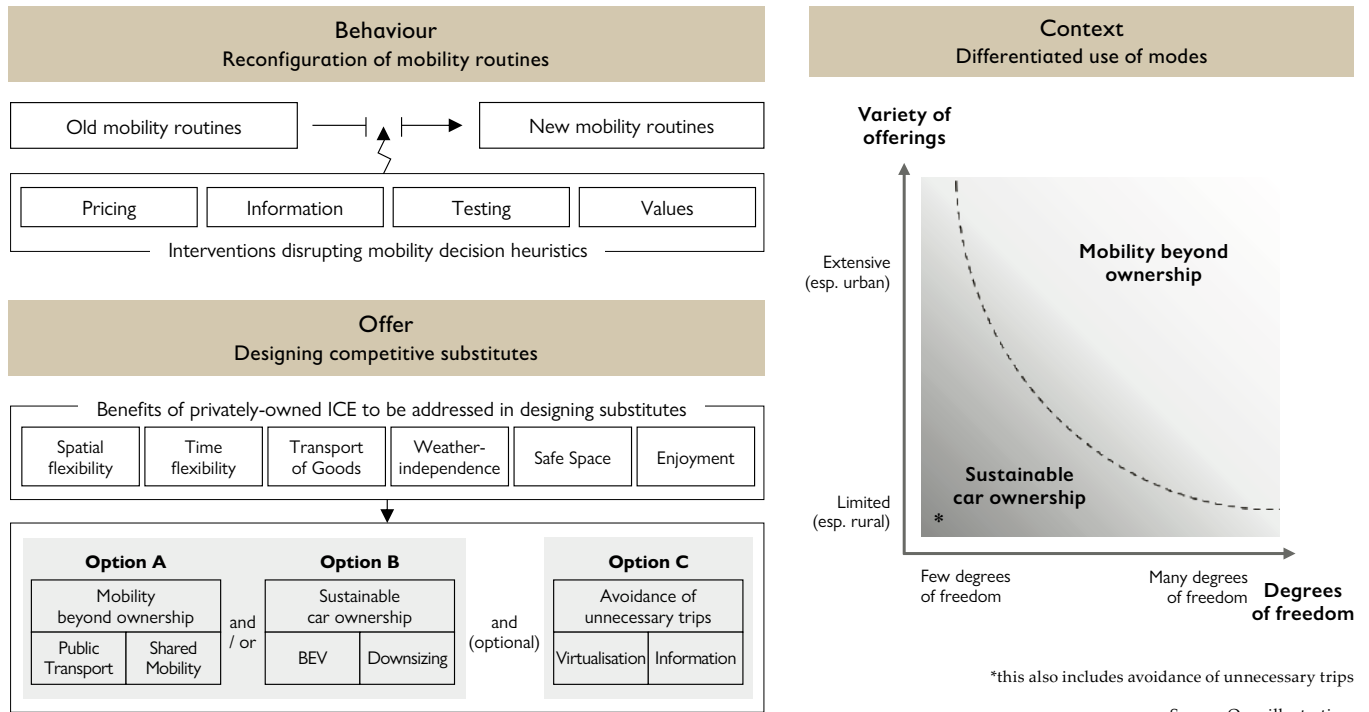 Behaviour
Reconfiguration of mobility routines
Old mobility routines
New mobility routines
Pricing
Information
Testing
Values
Interventions disrupting mobility decision heuristics
Offer
Designing competitive substitutes
Benefits of privately-owned ICE to be addressed in designing substitutes
Spatial
flexibility
Time
flexibility
Transport
of Goods
Weather-
independence
Safe Space
Enjoyment
Option A
Mobility
beyond ownership
Public
Transport
Shared
Mobility
and
/ or
Option B
Sustainable
car ownership
BEV
Downsizing
and
(optional)
Option C
Avoidance of
unnecessary trips
Virtualisation
Information
Context
Differentiated use of modes
Variety of
offerings
Extensive
(esp. urban)
Limited
(esp. rural)
Mobility beyond
ownership
Sustainable
car ownership
*
Few degrees
of freedom
Many degrees
of freedom
Degrees
of freedom
*this also includes avoidance of unnecessary trips